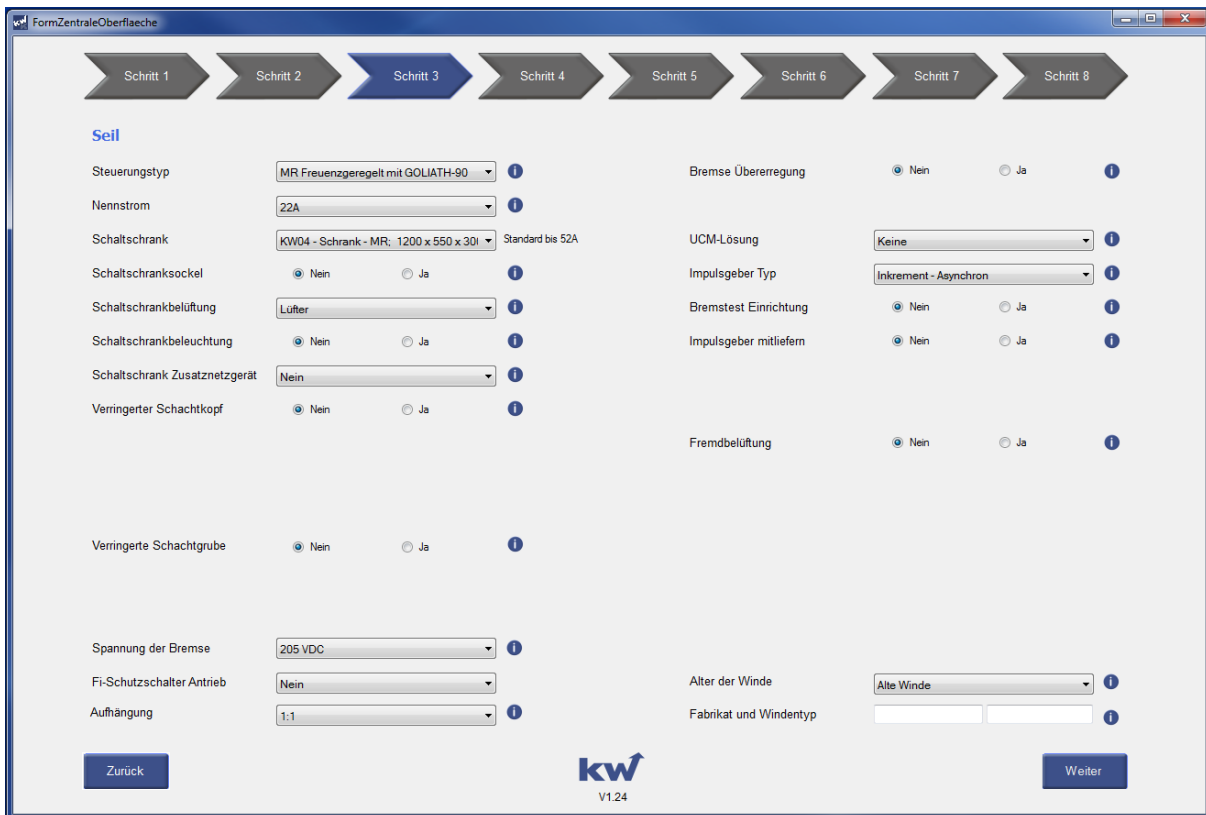 FormZentraleOberflaeche
Schritt 1
Schritt 2
Schritt 3
Schritt 4
Schritt 5
Schritt 6
Schritt 7
Schritt 8
Seil
Steuerungstyp MR Freuenzgeregelt mit GOLIATH-90
Nennstrom 22A
Schaltschrank KW04 - Schrank - MR; 1200 x 550 x 30 Standard bis 52A
Schaltschranksockel Nein Ja
Schaltschrankbelüftung Lüfter
Schaltschrankbeleuchtung Nein Ja
Schaltschrank Zusatznetzgerät Nein
Verringerter Schachtkopf Nein Ja
Verringerte Schachtgrube Nein Ja
Spannung der Bremse 205 VDC
Fi-Schutzschalter Antrieb Nein
Aufhängung 1:1
Bremse Übererregung Nein Ja
UCM-Lösung Keine
Impulsgeber Typ Inkrement - Asynchron
Bremstest Einrichtung Nein Ja
Impulsgeber mitliefern Nein Ja
Fremdbelüftung Nein Ja
Alter der Winde Alte Winde
Fabrikat und Windentyp
Zurück
kw
V1.24
Weiter